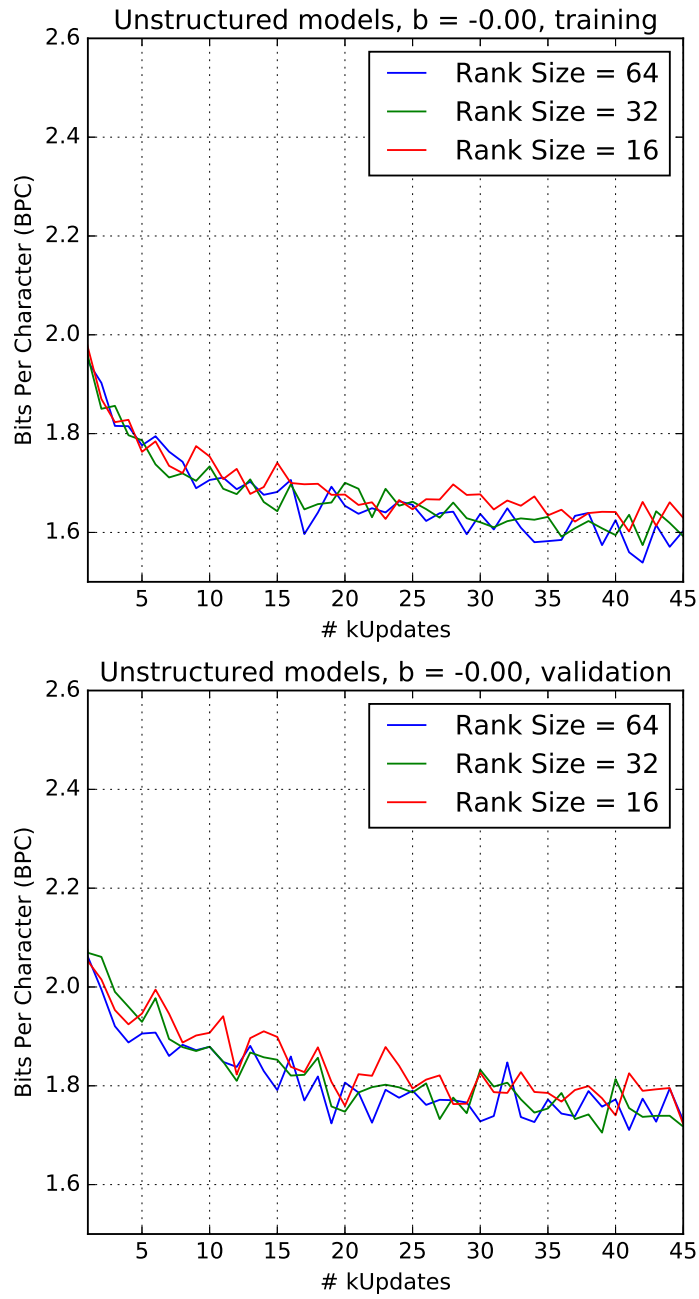 Unstructured models, b = -0.00, training
2.6
2.4
2.2
2.0
1.8
1.6
Bits Per Character (BPC)
Rank Size = 64
Rank Size = 32
Rank Size = 16
5 10 15 20 25 30 35 40 45
# kUpdates
Unstructured models, b = -0.00, validation
2.6
2.4
2.2
2.0
1.8
1.6
Bits Per Character (BPC)
Rank Size = 64
Rank Size = 32
Rank Size = 16
5 10 15 20 25 30 35 40 45
# kUpdates